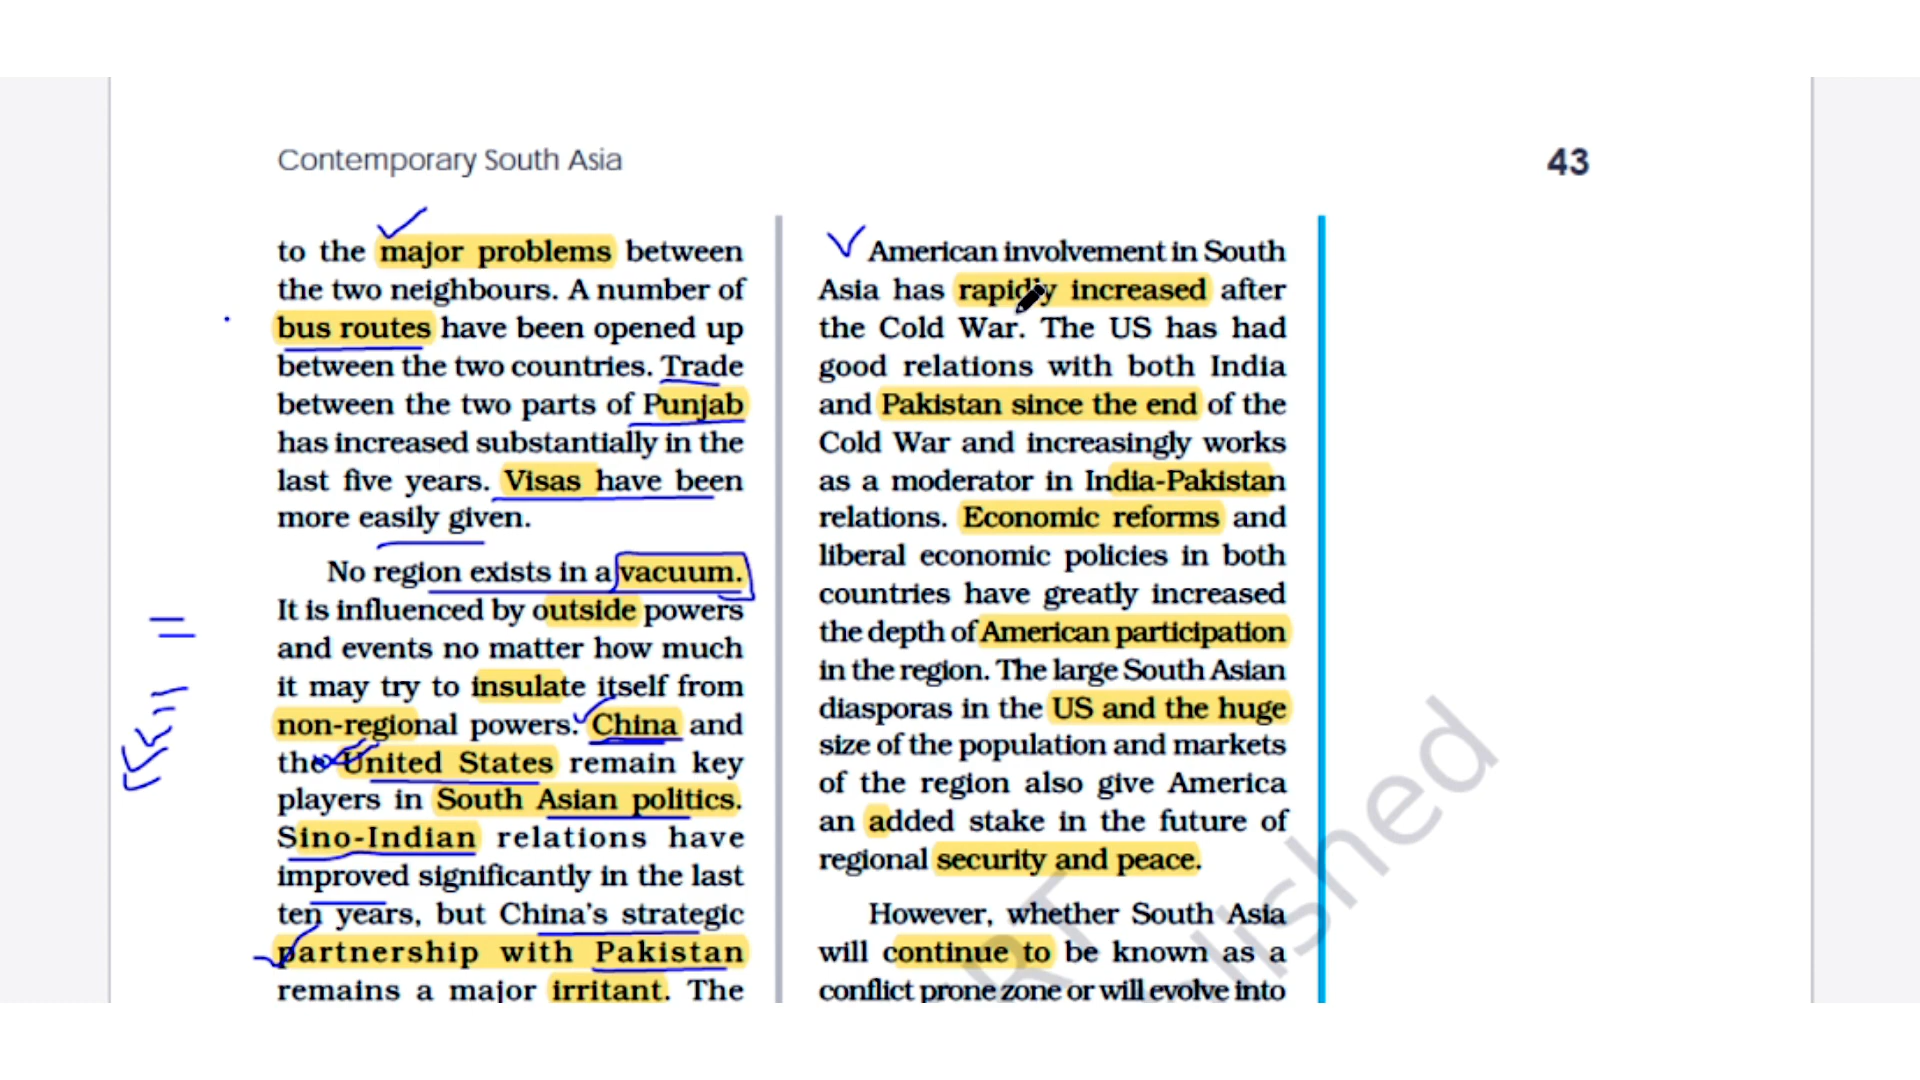 Contemporary South Asia
43
to the major problems between
the two neighbours. A number of
bus routes have been opened up
between the two countries. Trade
between the two parts of Punjab
has increased substantially in the
last five years. Visas have been
more easily given.
No region exists in a vacuum.
It is influenced by outside powers
and events no matter how much
it may try to insulate itself from
non-regional powers. China and
the United States remain key
players in South Asian politics.
Sino-Indian relations have
improved significantly in the last
ten years, but China's strategic
partnership with Pakistan
remains a major irritant. The
American involvement in South
Asia has rapidly increased after
the Cold War. The US has had
good relations with both India
and Pakistan since the end of the
Cold War and increasingly works
as a moderator in India-Pakistan
relations. Economic reforms and
liberal economic policies in both
countries have greatly increased
the depth of American participation
in the region. The large South Asian
diasporas in the US and the huge
size of the population and markets
of the region also give America
an added stake in the future of
regional security and peace.
However, whether South Asia
will continue to be known as a
conflict prone zone or will evolve into